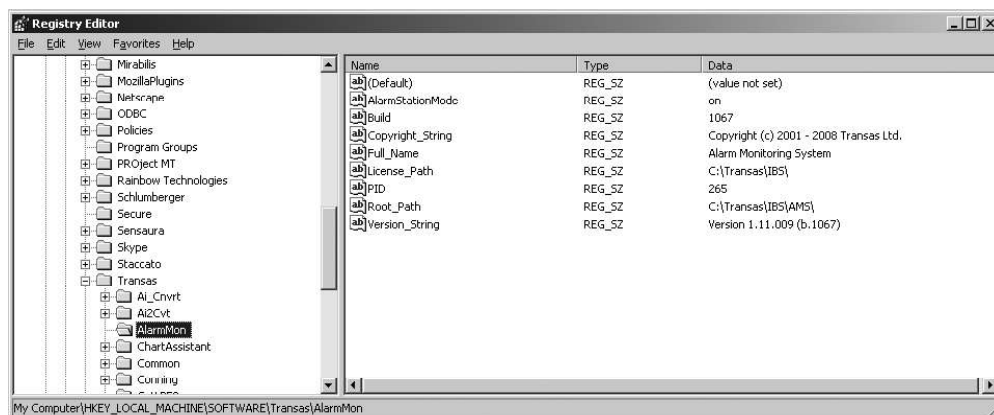 Registry Editor
File Edit View Favorites Help
Mirabilis
MozillaPlugins
Netscape
ODBC
Policies
Program Groups
PROject MT
Rainbow Technologies
Schlumberger
Secure
Sensaura
Skype
Staccato
Transas
Ai_Cnvrt
Ai2Cvt
AlarmMon
ChartAssistant
Common
Conning
Name Type Data
(Default) REG_SZ (value not set)
AlarmStationMode REG_SZ on
Build REG_SZ 1067
Copyright_String REG_SZ Copyright (c) 2001 - 2008 Transas Ltd.
Full_Name REG_SZ Alarm Monitoring System
License_Path REG_SZ C:\Transas\IBS\
PID REG_SZ 265
Root_Path REG_SZ C:\Transas\IBS\AMS\
Version_String REG_SZ Version 1.11.009 (b.1067)
My Computer\HKEY_LOCAL_MACHINE\SOFTWARE\Transas\AlarmMon